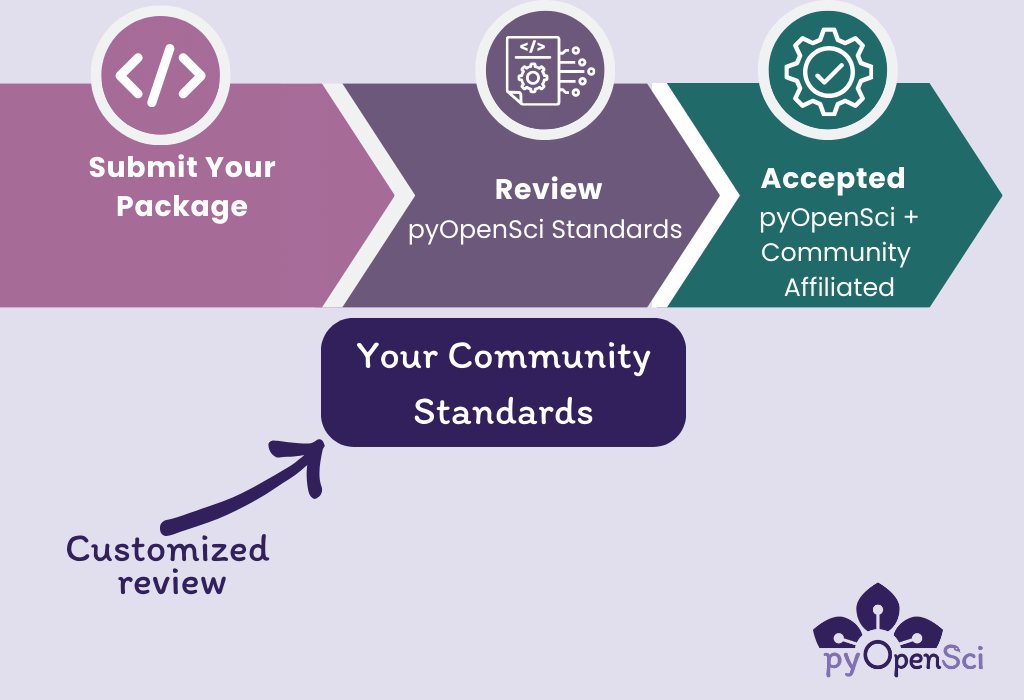 </>
</>
Submit Your
Package
Review
pyOpenSci Standards
Accepted
pyOpenSci +
Community
Affiliated
Your Community
Standards
Customized
review
pyOpenSci